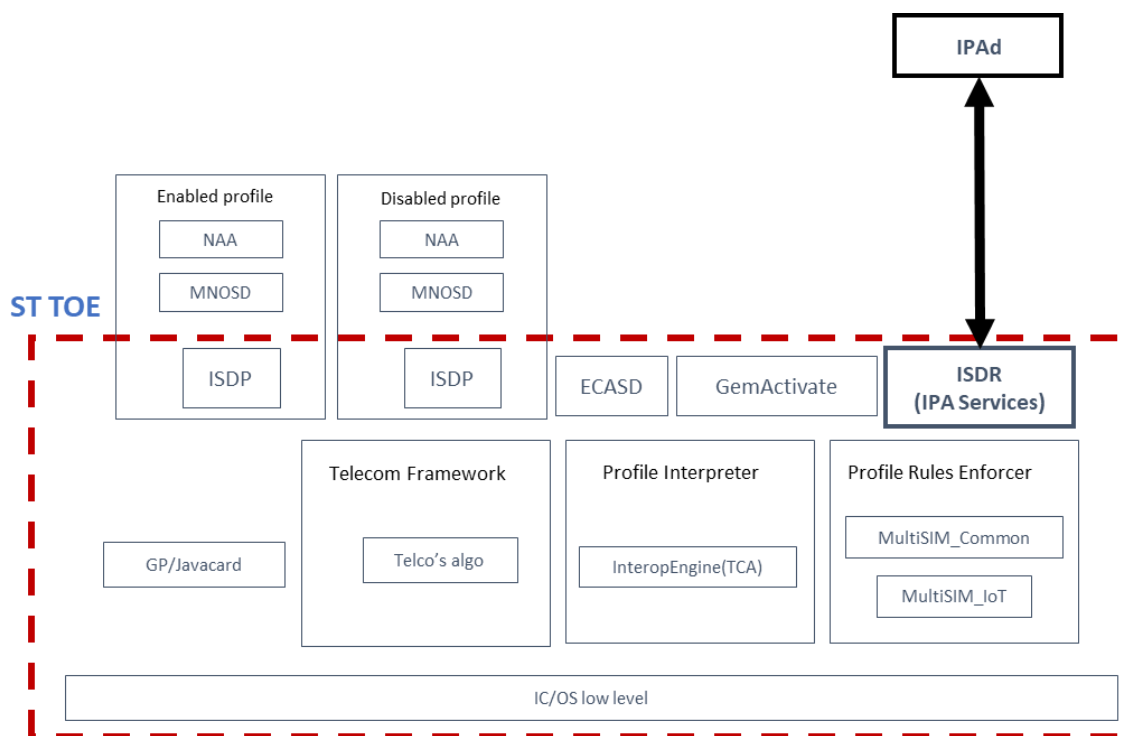 IPAd
Enabled profile
Disabled profile
NAA
NAA
MNOSD
MNOSD
ST TOE
ISDP
ISDP
ECASD
GemActivate
ISDR
(IPA Services)
Telecom Framework
Profile Interpreter
Profile Rules Enforcer
GP/Javacard
Telco's algo
InteropEngine(TCA)
MultiSIM_Common
MultiSIM_IoT
IC/OS low level